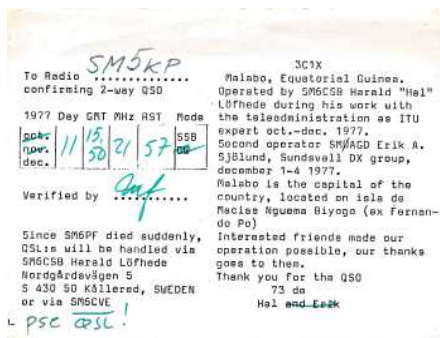 To Radio SM5KP
confirming 2-way QSO
1977 Day GMT MHz RST Mode
oct. nov. dec. 11 15,50 21 57 SSB CW
Verified by
Since SM6PF died suddenly,
QSL:s will be handled via
SM6CSB Harald Löfhede
Nordgårdsvägen 5
S 430 50 Kållered, SWEDEN
or via SM6CVE
PSE QSL!
3C1X
Malabo, Equatorial Guinea.
Operated by SM6CSB Harald "Hal"
Löfhede during his work with
the teleadministration as ITU
expert oct.-dec. 1977.
Second operator SMØAGD Erik A.
Sjölund, Sundsvall DX group,
december 1-4 1977.
Malabo is the capital of the
country, located on isla de
Macias Nguema Biyogo (ex Fernan-
do Po)
Interested friends made our
operation possible, our thanks
goes to them.
Thank you for the QSO
73 de
Hal and Erik